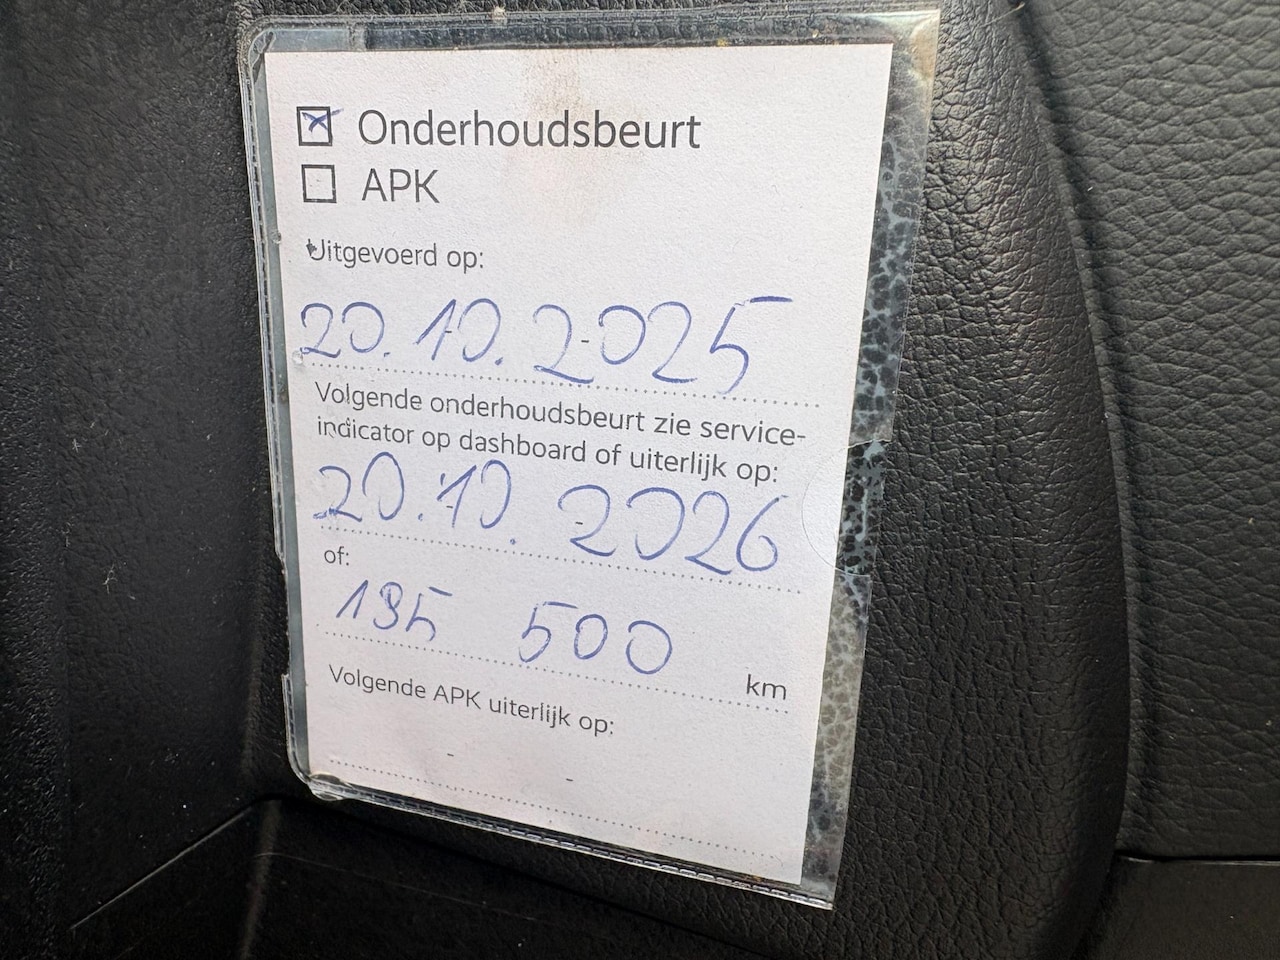 Onderhoudsbeurt
APK
Uitgevoerd op:
20.10.2025
Volgende onderhoudsbeurt zie service-
indicator op dashboard of uiterlijk op:
20.10.2026
of:
135 500 km
Volgende APK uiterlijk op:
- -